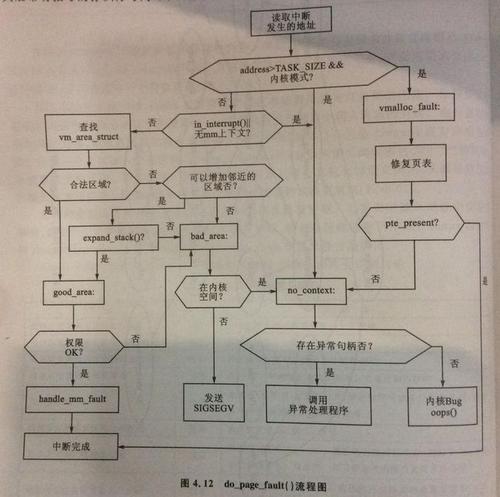 读取中断
发生的地址
address>TASK_SIZE &&
内核模式?
是
否
是
vmalloc_fault:
查找
vm_area_struct
否
in_interrupt()||
无mm上下文?
是
修复页表
合法区域?
否
可以增加邻近的
区域否?
是
是
否
pte_present?
expand_stack()?
否
bad_area:
是
是
good_area:
在内核
空间?
是
no_context:
否
权限
OK?
否
否
存在异常句柄否?
是
是
否
handle_mm_fault
发送
SIGSEGV
调用
异常处理程序
内核Bug
oops()
中断完成
图 4.12 do_page_fault()流程图